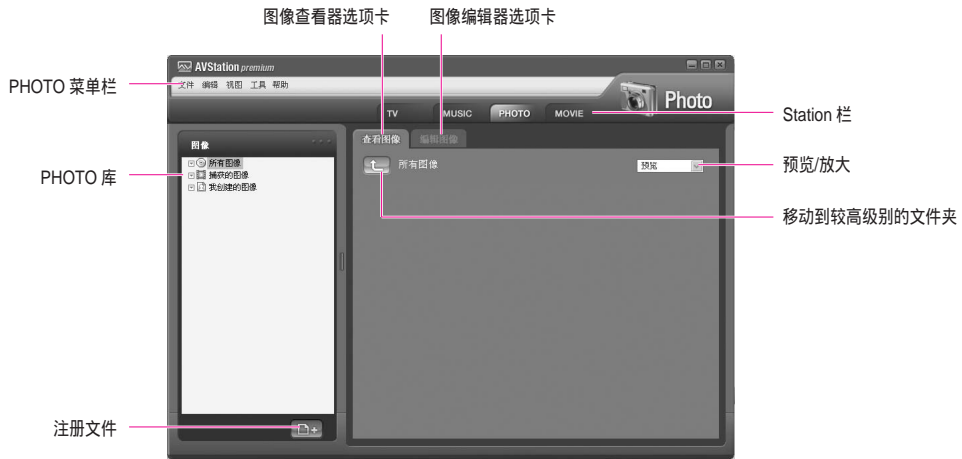 图像查看器选项卡
图像编辑器选项卡
AVStation premium
PHOTO 菜单栏
文件 编辑 视图 工具 帮助
Photo
TV MUSIC PHOTO MOVIE
Station 栏
图像
查看图像 编辑图像
所有图像
捕获的图像
我创建的图像
所有图像
预览
预览/放大
PHOTO 库
移动到较高级别的文件夹
注册文件